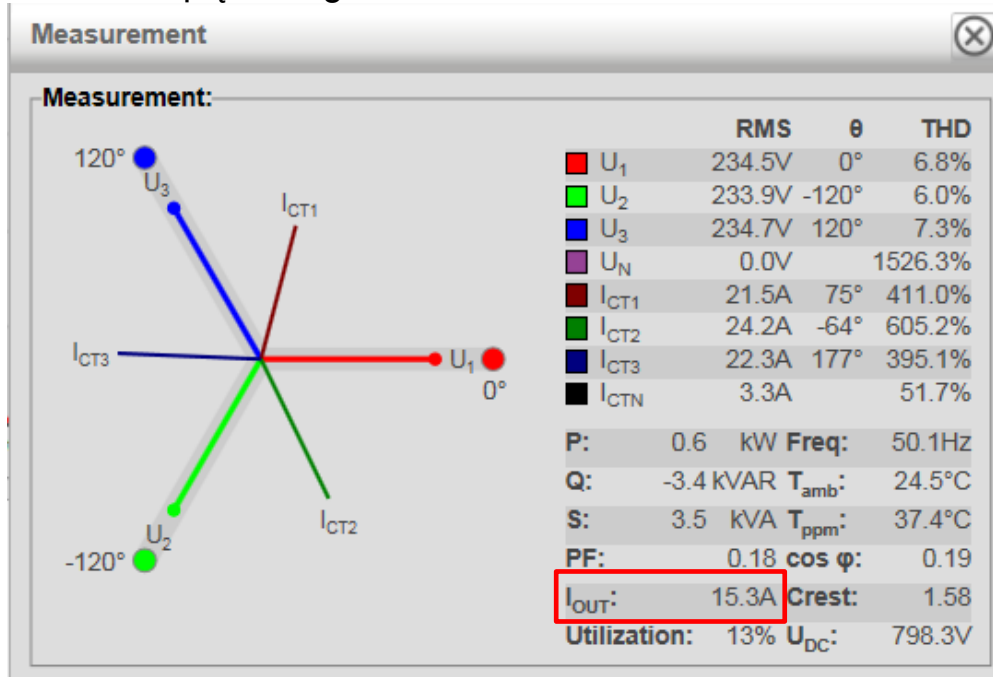 Measurement
Measurement:
RMS θ THD
U1 234.5V 0° 6.8%
U2 233.9V -120° 6.0%
U3 234.7V 120° 7.3%
UN 0.0V 1526.3%
ICT1 21.5A 75° 411.0%
ICT2 24.2A -64° 605.2%
ICT3 22.3A 177° 395.1%
ICTN 3.3A 51.7%
120°
U3
ICT1
ICT3
U1
0°
U2
-120°
ICT2
P: 0.6 kW Freq: 50.1Hz
Q: -3.4 kVAR Tamb: 24.5°C
S: 3.5 kVA Tppm: 37.4°C
PF: 0.18 cos φ: 0.19
IOUT: 15.3A Crest: 1.58
Utilization: 13% UDC: 798.3V